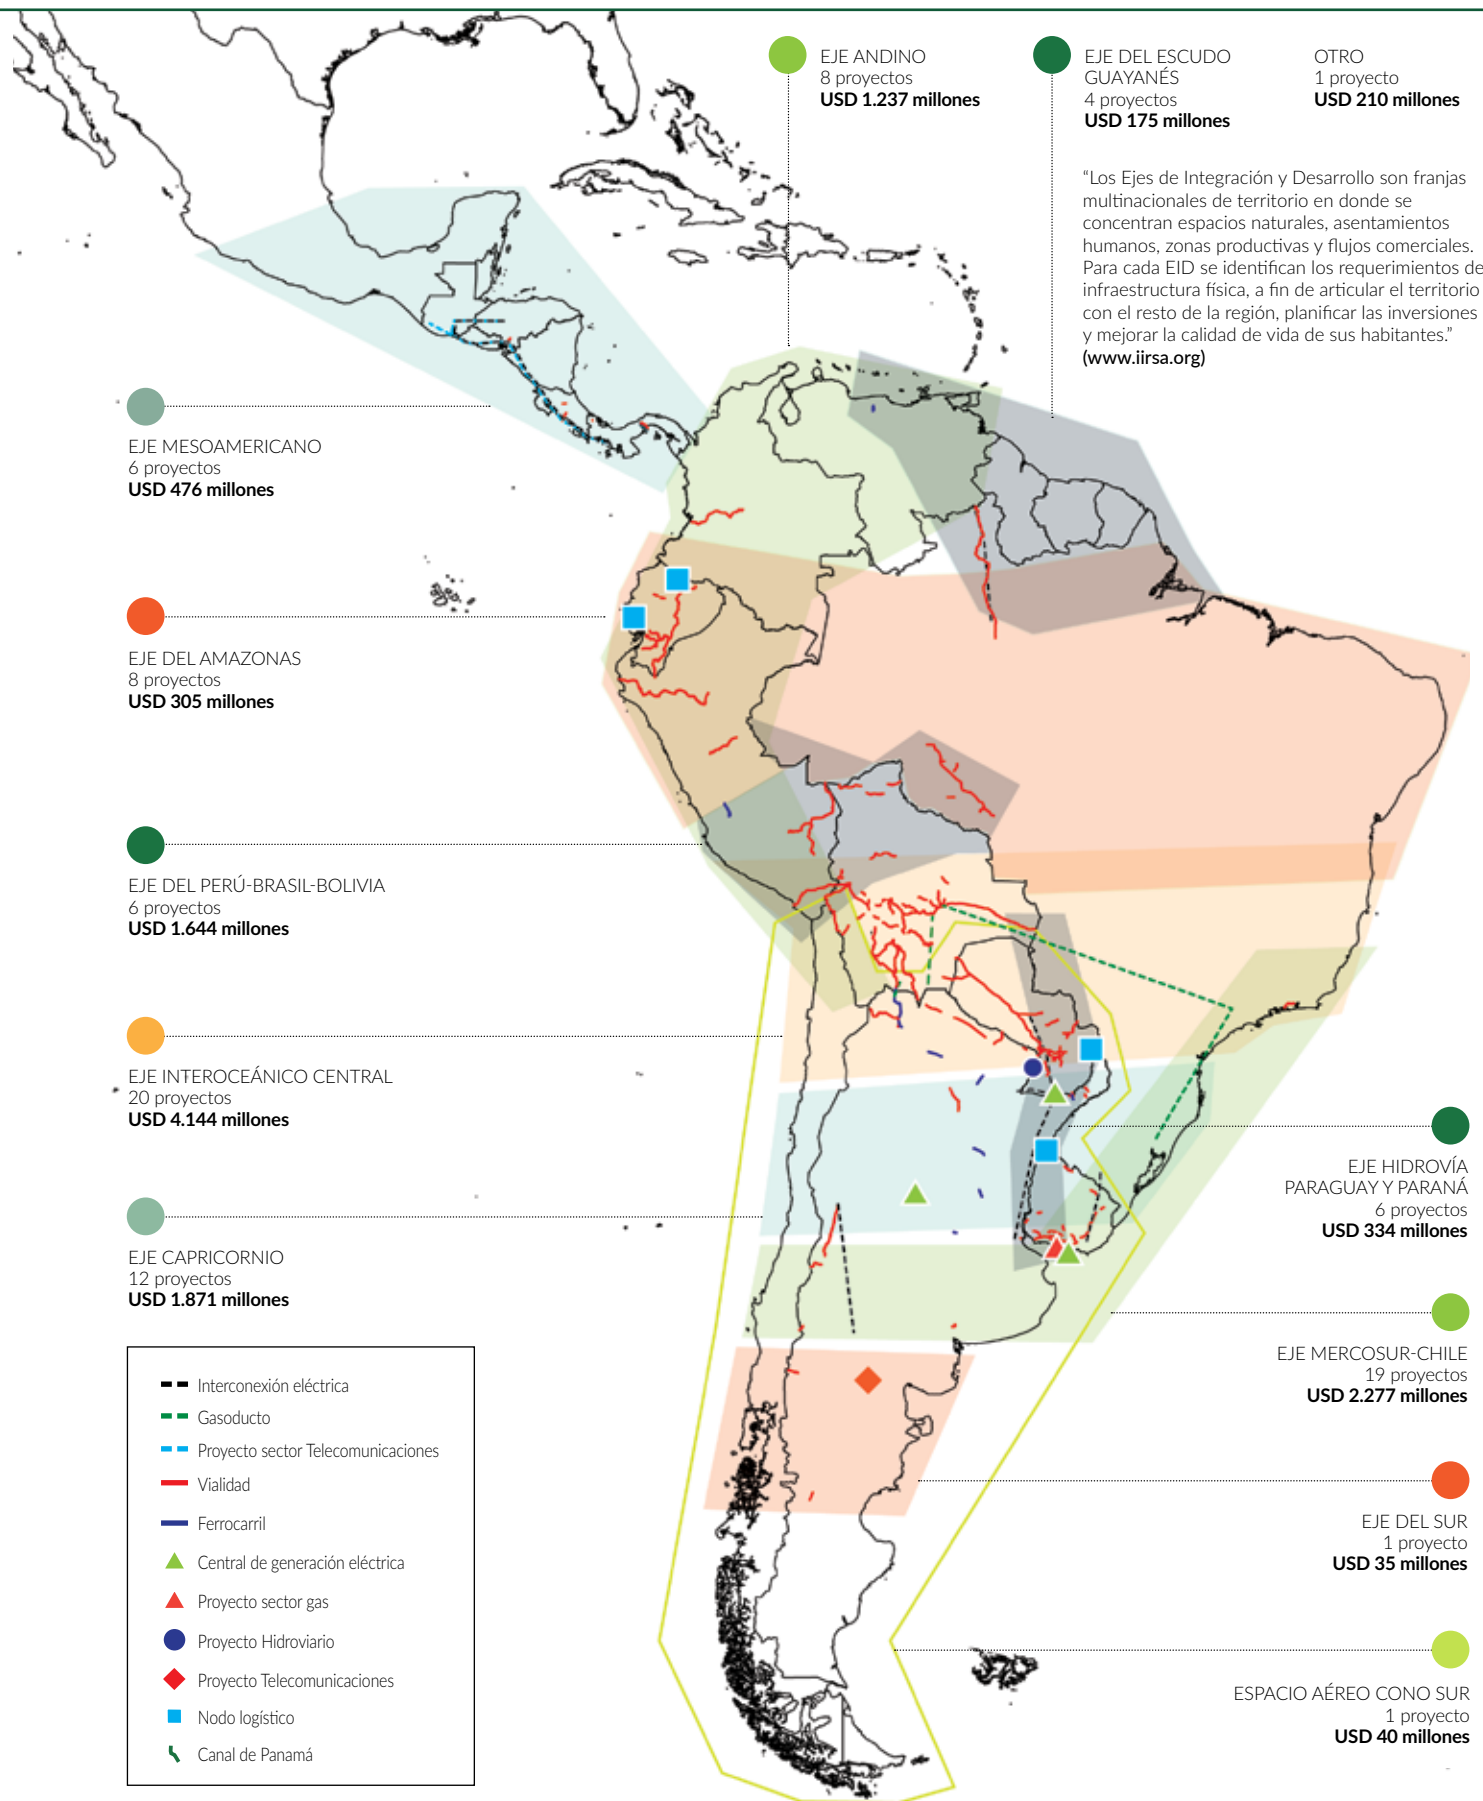 EJE ANDINO
8 proyectos
USD 1.237 millones
EJE DEL ESCUDO
GUAYANÉS
4 proyectos
USD 175 millones
OTRO
1 proyecto
USD 210 millones
“Los Ejes de Integración y Desarrollo son franjas
multinacionales de territorio en donde se
concentran espacios naturales, asentamientos
humanos, zonas productivas y flujos comerciales.
Para cada EID se identifican los requerimientos de
infraestructura física, a fin de articular el territorio
con el resto de la región, planificar las inversiones
y mejorar la calidad de vida de sus habitantes.”
(www.iirsa.org)
EJE MESOAMERICANO
6 proyectos
USD 476 millones
EJE DEL AMAZONAS
8 proyectos
USD 305 millones
EJE DEL PERÚ-BRASIL-BOLIVIA
6 proyectos
USD 1.644 millones
EJE INTEROCEÁNICO CENTRAL
20 proyectos
USD 4.144 millones
EJE CAPRICORNIO
12 proyectos
USD 1.871 millones
EJE HIDROVÍA
PARAGUAY Y PARANÁ
6 proyectos
USD 334 millones
EJE MERCOSUR-CHILE
19 proyectos
USD 2.277 millones
EJE DEL SUR
1 proyecto
USD 35 millones
ESPACIO AÉREO CONO SUR
1 proyecto
USD 40 millones
Interconexión eléctrica
Gasoducto
Proyecto sector Telecomunicaciones
Vialidad
Ferrocarril
Central de generación eléctrica
Proyecto sector gas
Proyecto Hidroviario
Proyecto Telecomunicaciones
Nodo logístico
Canal de Panamá